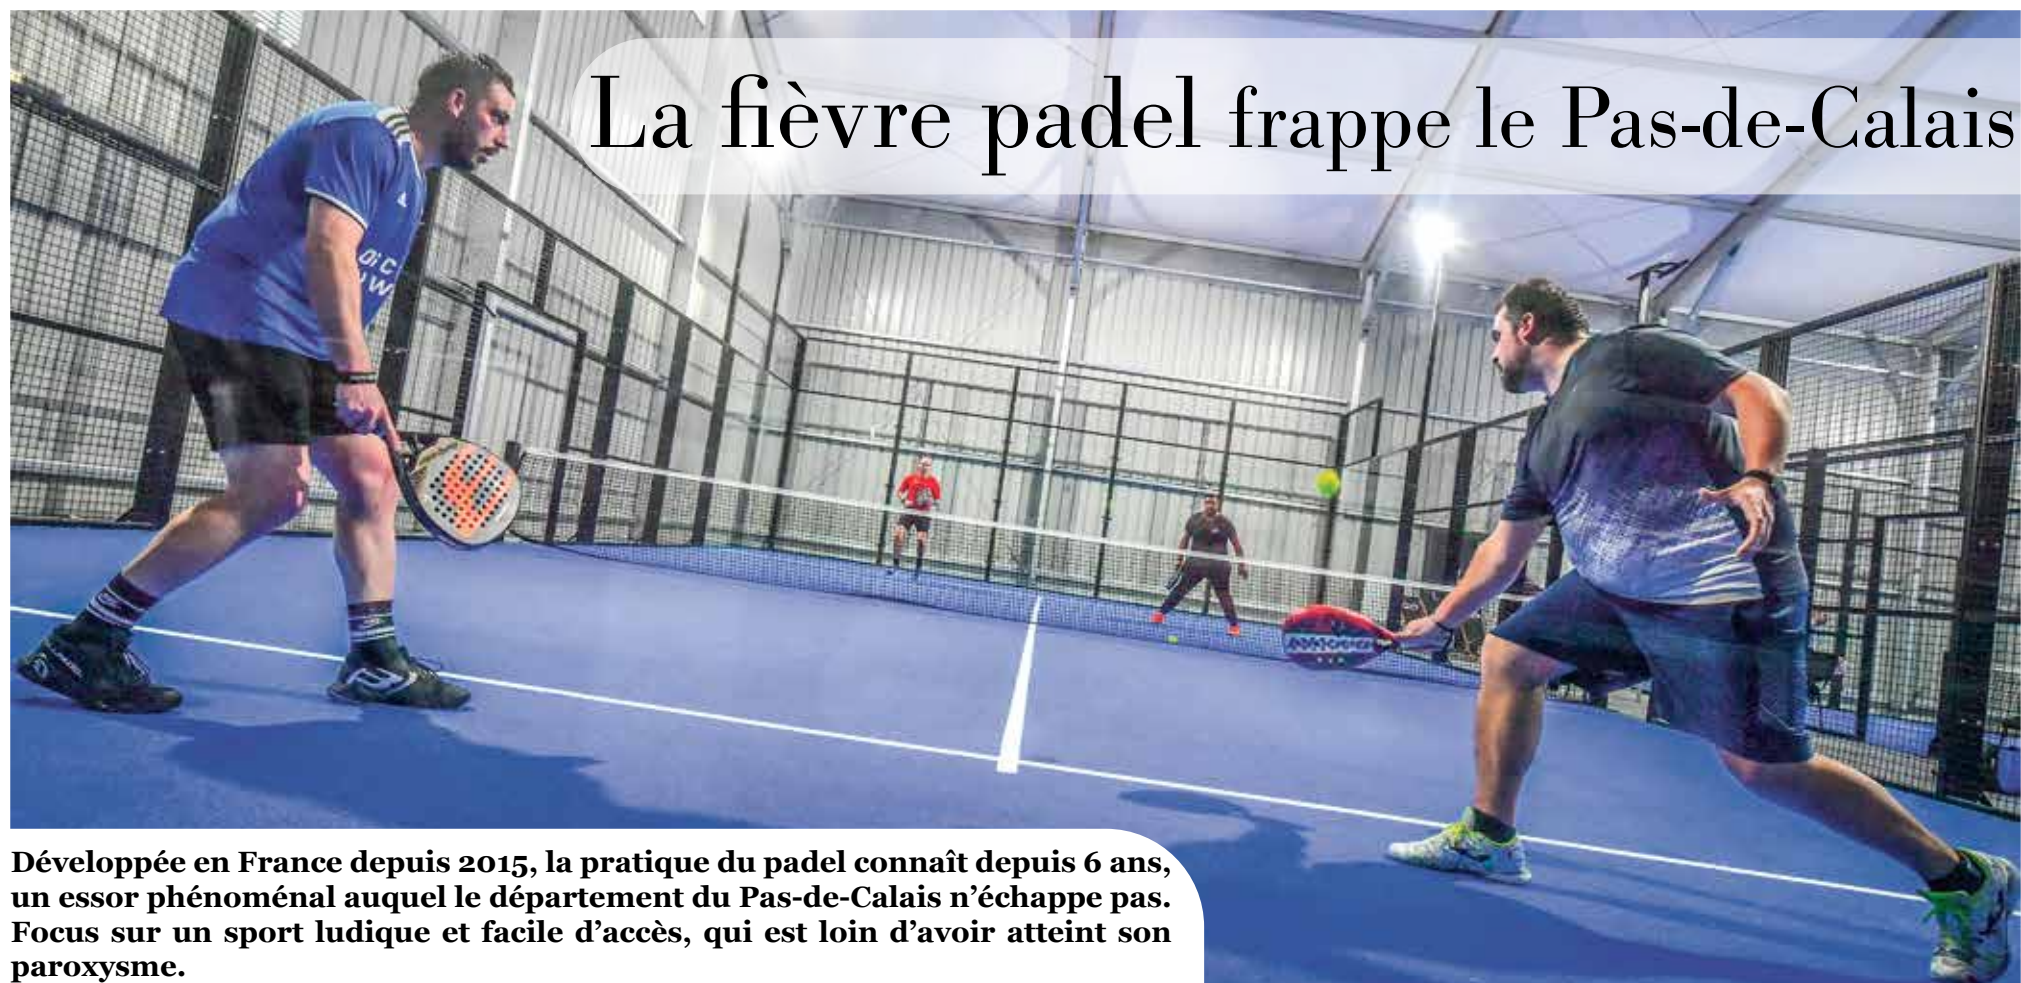 La fièvre padel frappe le Pas-de-Calais
Développée en France depuis 2015, la pratique du padel connaît depuis 6 ans,
un essor phénoménal auquel le département du Pas-de-Calais n’échappe pas.
Focus sur un sport ludique et facile d’accès, qui est loin d’avoir atteint son
paroxysme.